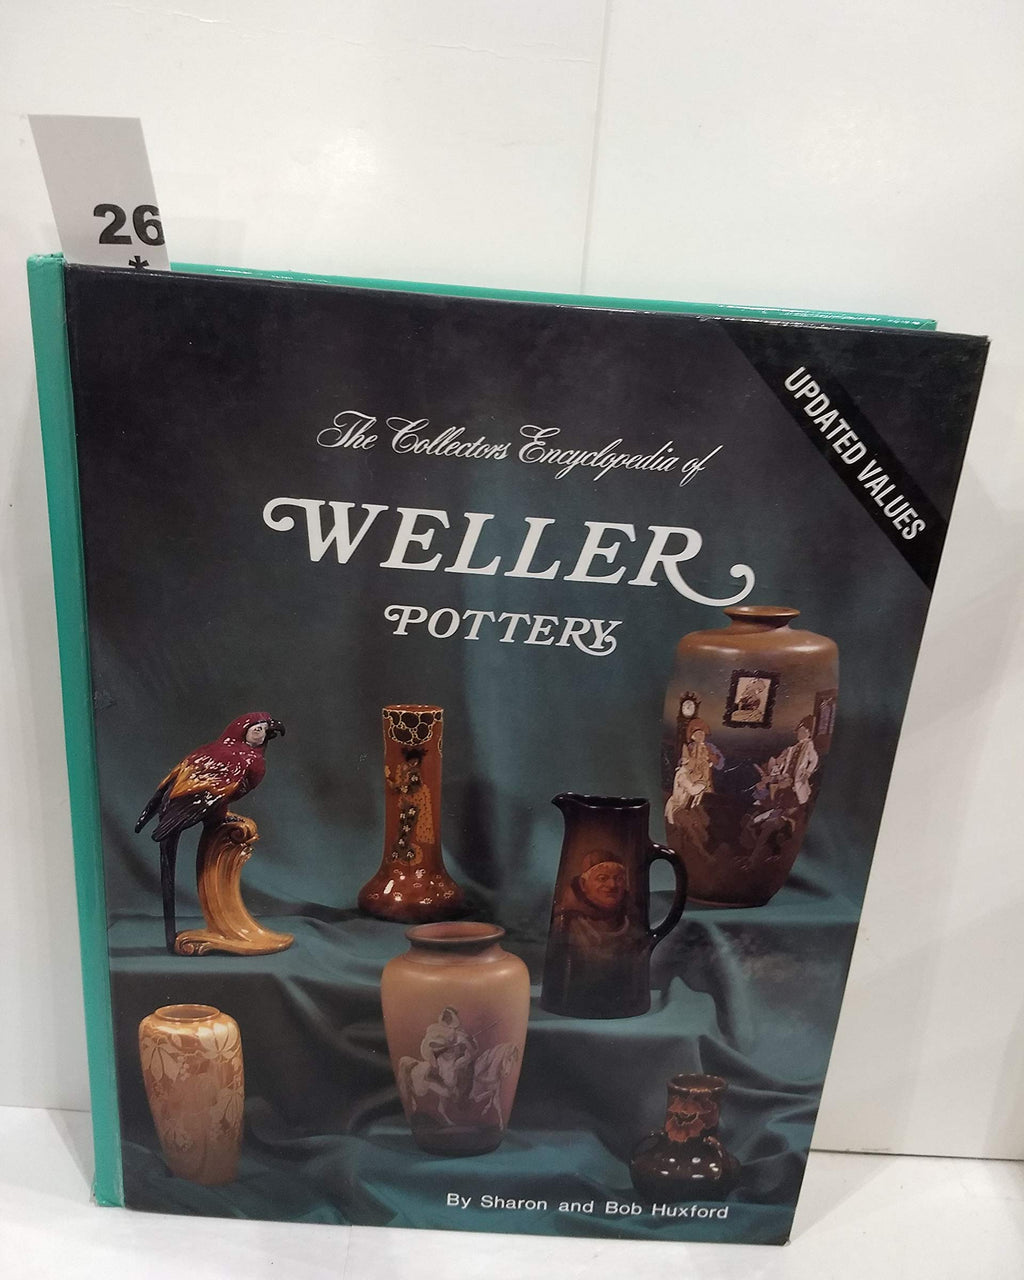 26
*
The Collectors Encyclopedia of
WELLER
POTTERY
UPDATED VALUES
By Sharon and Bob Huxford